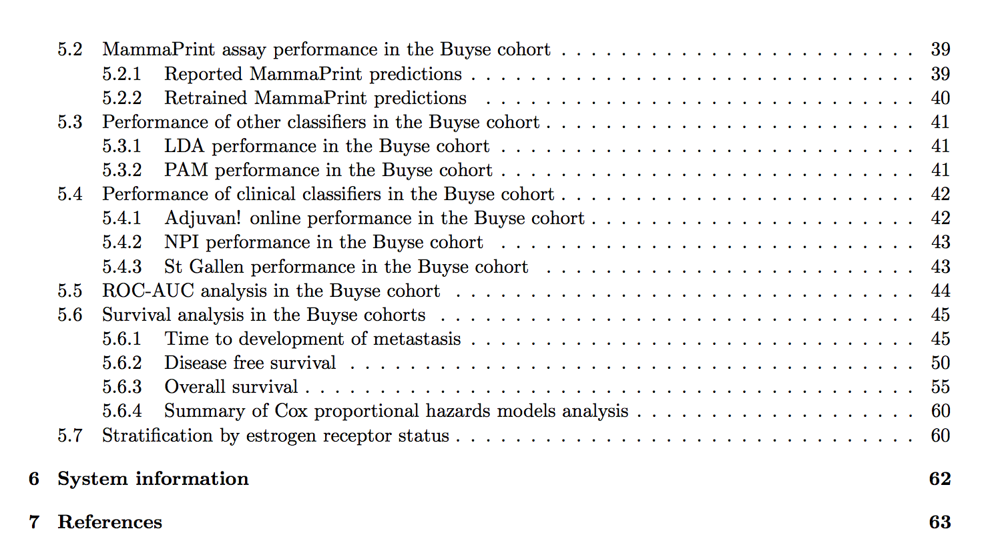 5.2 MammaPrint assay performance in the Buyse cohort . . . . . . . . . . . . . . . . . . . . . . . . 39
5.2.1 Reported MammaPrint predictions . . . . . . . . . . . . . . . . . . . . . . . . . . . . . . 39
5.2.2 Retrained MammaPrint predictions . . . . . . . . . . . . . . . . . . . . . . . . . . . . . 40
5.3 Performance of other classifiers in the Buyse cohort . . . . . . . . . . . . . . . . . . . . . . . . . 41
5.3.1 LDA performance in the Buyse cohort . . . . . . . . . . . . . . . . . . . . . . . . . . . . 41
5.3.2 PAM performance in the Buyse cohort . . . . . . . . . . . . . . . . . . . . . . . . . . . . 41
5.4 Performance of clinical classifiers in the Buyse cohort . . . . . . . . . . . . . . . . . . . . . . . . 42
5.4.1 Adjuvan! online performance in the Buyse cohort . . . . . . . . . . . . . . . . . . . . . . 42
5.4.2 NPI performance in the Buyse cohort . . . . . . . . . . . . . . . . . . . . . . . . . . . . 43
5.4.3 St Gallen performance in the Buyse cohort . . . . . . . . . . . . . . . . . . . . . . . . . 43
5.5 ROC-AUC analysis in the Buyse cohort . . . . . . . . . . . . . . . . . . . . . . . . . . . . . . . 44
5.6 Survival analysis in the Buyse cohorts . . . . . . . . . . . . . . . . . . . . . . . . . . . . . . . . 45
5.6.1 Time to development of metastasis . . . . . . . . . . . . . . . . . . . . . . . . . . . . . . 45
5.6.2 Disease free survival . . . . . . . . . . . . . . . . . . . . . . . . . . . . . . . . . . . . . . 50
5.6.3 Overall survival . . . . . . . . . . . . . . . . . . . . . . . . . . . . . . . . . . . . . . . . . 55
5.6.4 Summary of Cox proportional hazards models analysis . . . . . . . . . . . . . . . . . . . 60
5.7 Stratification by estrogen receptor status . . . . . . . . . . . . . . . . . . . . . . . . . . . . . . . 60
6 System information 62
7 References 63